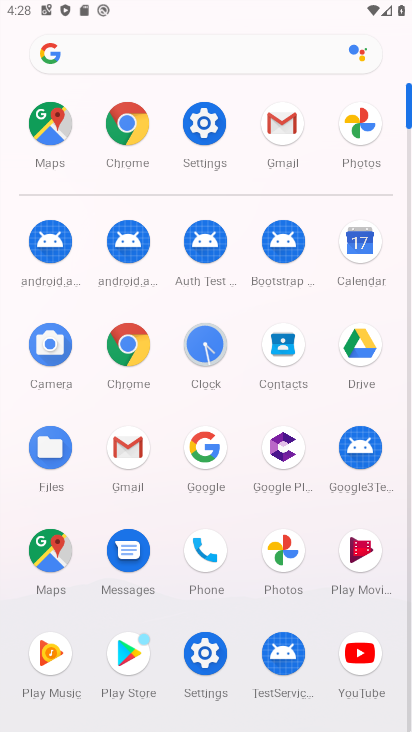 4:28
Maps Chrome Settings Gmail Photos
android.a... android.a... Auth Test ... Bootstrap ... Calendar
17
Camera Chrome Clock Contacts Drive
Files Gmail Google Google Pl... Google3Te...
Maps Messages Phone Photos Play Movi...
Play Music Play Store Settings TestServic... YouTube